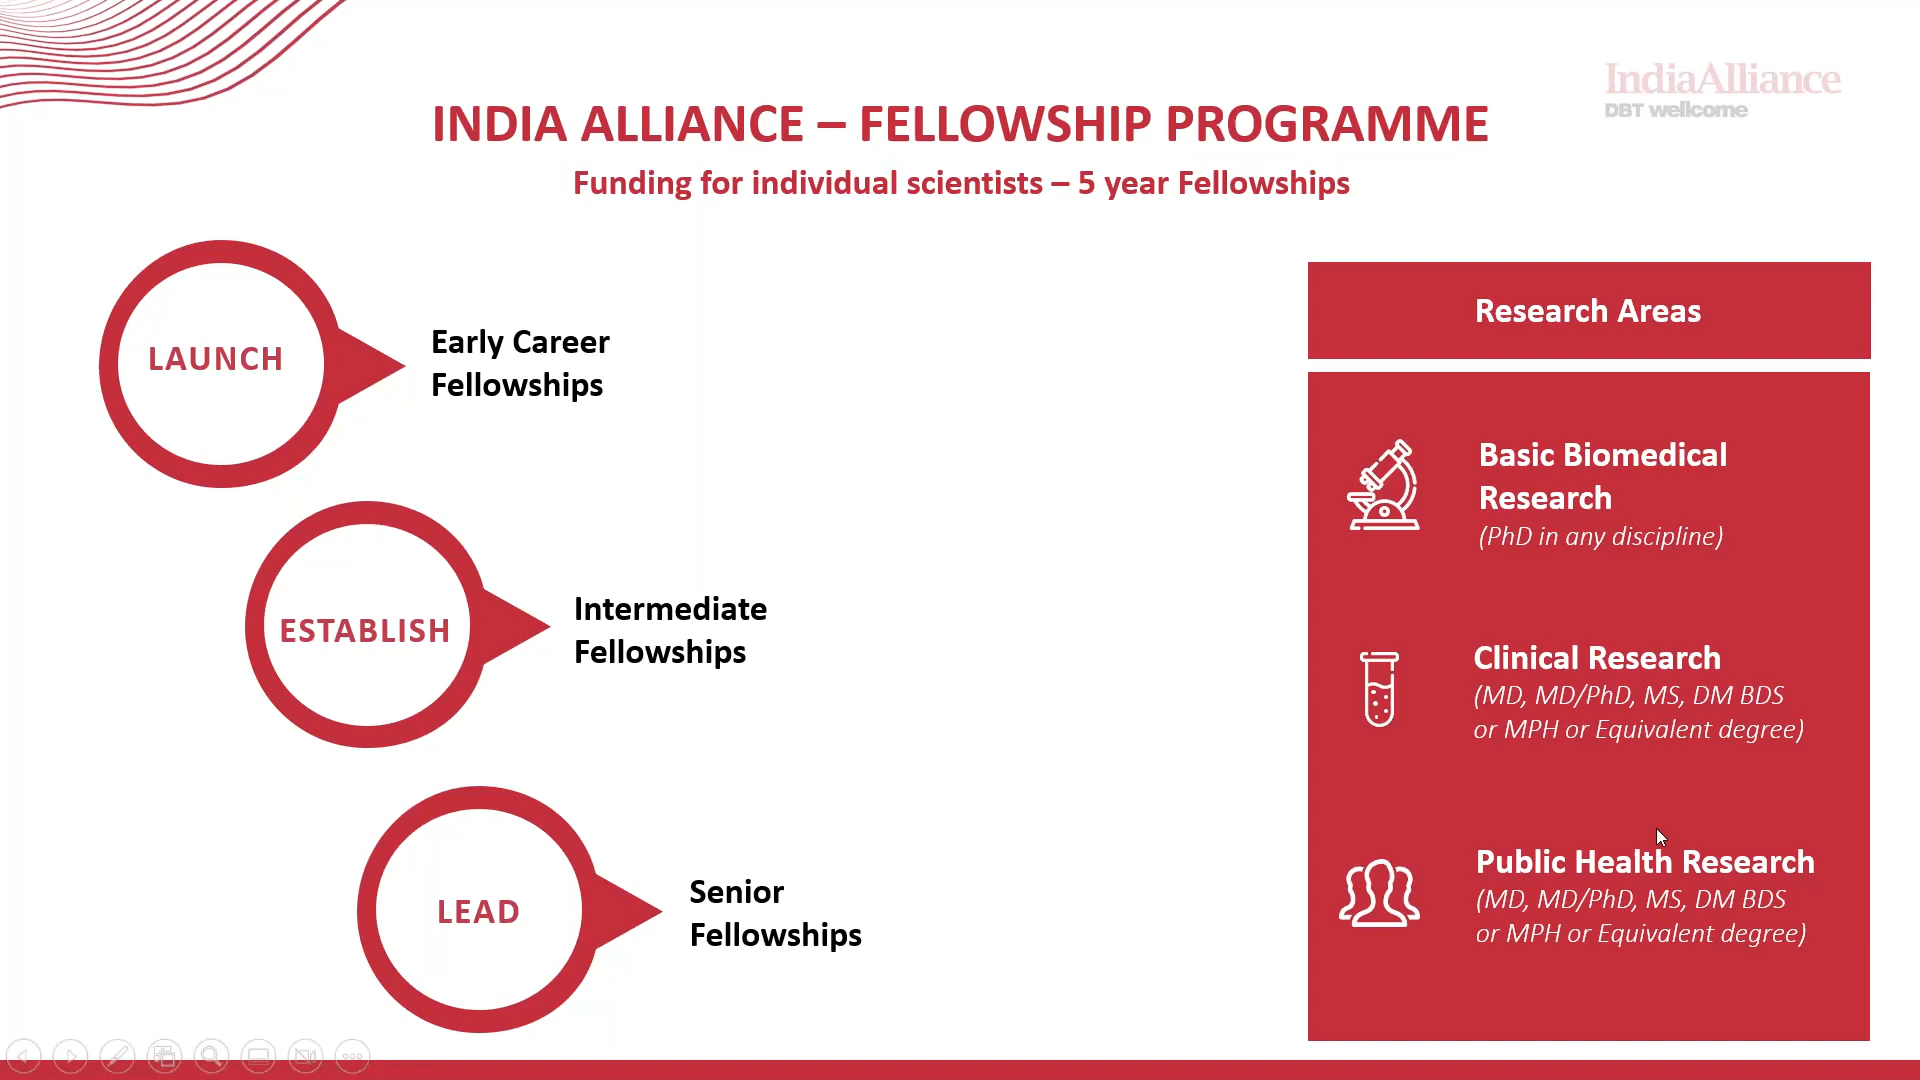 IndiaAlliance
DBT wellcome
INDIA ALLIANCE – FELLOWSHIP PROGRAMME
Funding for individual scientists – 5 year Fellowships
LAUNCH
Early Career
Fellowships
ESTABLISH
Intermediate
Fellowships
LEAD
Senior
Fellowships
Research Areas
Basic Biomedical
Research
(PhD in any discipline)
Clinical Research
(MD, MD/PhD, MS, DM BDS
or MPH or Equivalent degree)
Public Health Research
(MD, MD/PhD, MS, DM BDS
or MPH or Equivalent degree)